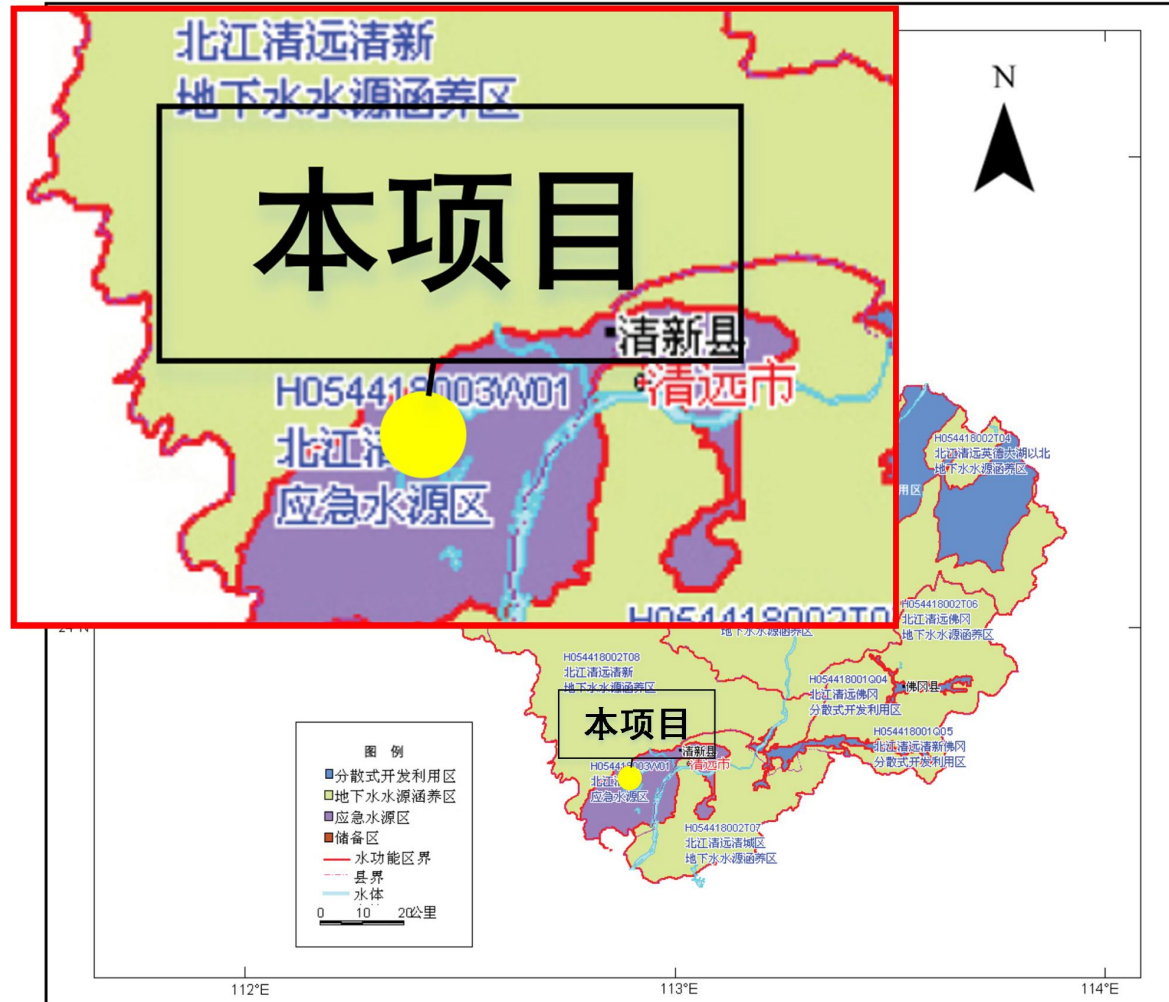 北江清远清新
地下水水源涵养区
本项目
清新县
清远市
H054418003W01
北江清
应急水源区
H054418002T0
N
H054418002T04
北江清远英德大湖以北
地下水水源涵养区
用区
H054418002T06
北江清远佛冈
地下水水源涵养区
24°N
地下水水源涵养区
H054418002T08
北江清远清新
地下水水源涵养区
H054418001Q04
北江清远佛冈
分散式开发利用区
佛冈县
本项目
H054418001Q05
北江清远清新佛冈
分散式开发利用区
清新县
清远市
H054418003W01
北江
应急水源区
H054418002T07
北江清远清城区
地下水水源涵养区
图 例
分散式开发利用区
地下水水源涵养区
应急水源区
储备区
水功能区界
县界
水体
0 10 20公里
112°E
113°E
114°E